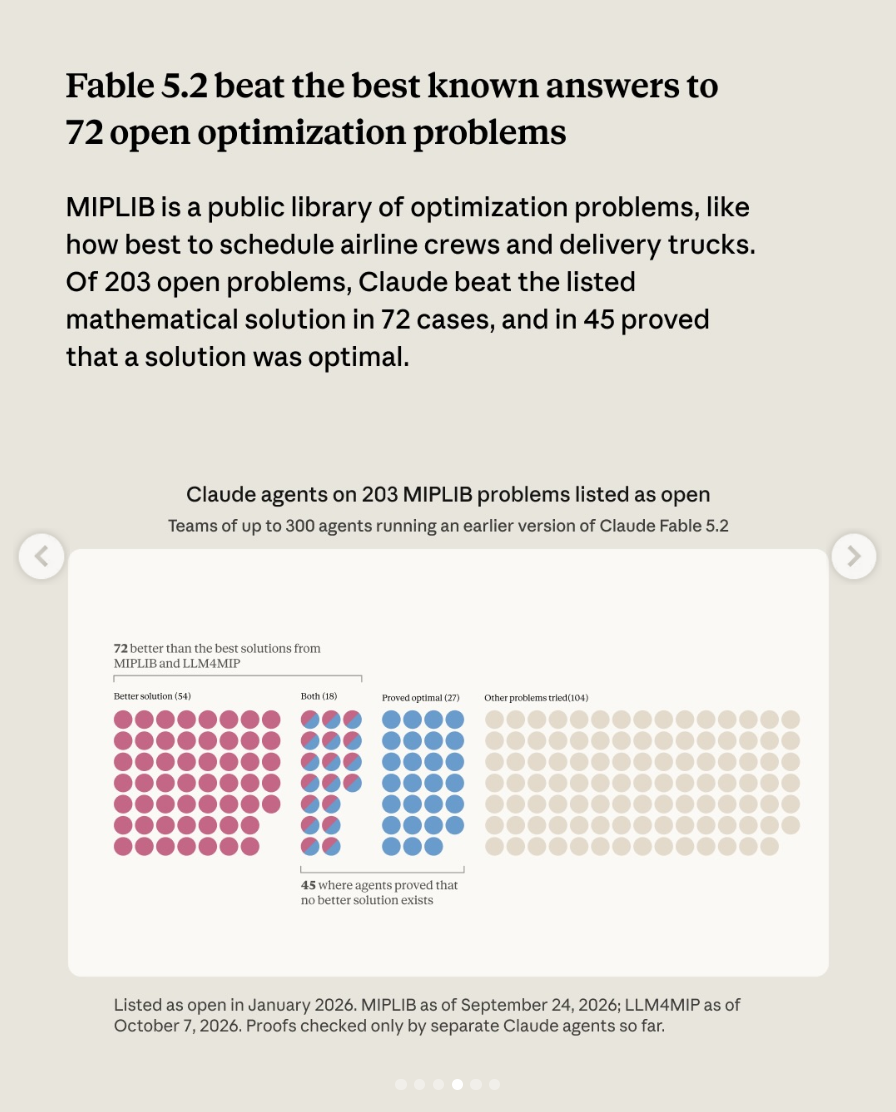 Fable 5.2 beat the best known answers to
72 open optimization problems
MIPLIB is a public library of optimization problems, like
how best to schedule airline crews and delivery trucks.
Of 203 open problems, Claude beat the listed
mathematical solution in 72 cases, and in 45 proved
that a solution was optimal.
Claude agents on 203 MIPLIB problems listed as open
Teams of up to 300 agents running an earlier version of Claude Fable 5.2
72 better than the best solutions from
MIPLIB and LLM4MIP
Better solution (54)
Both (18)
Proved optimal (27)
Other problems tried(104)
45 where agents proved that
no better solution exists
Listed as open in January 2026. MIPLIB as of September 24, 2026; LLM4MIP as of
October 7, 2026. Proofs checked only by separate Claude agents so far.